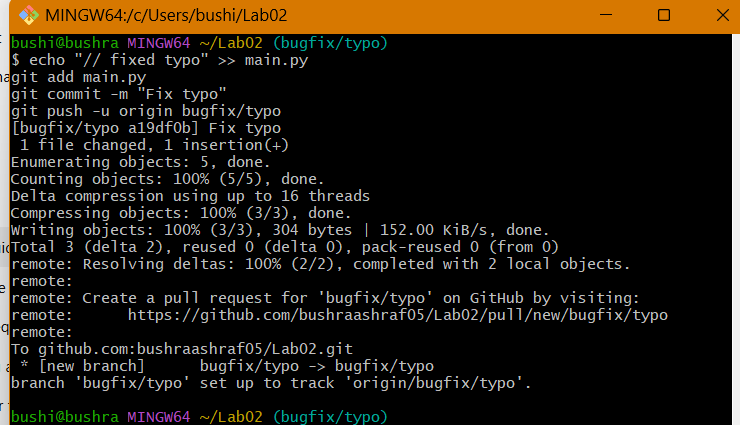 MINGW64:/c/Users/bushi/Lab02
bushi@bushra MINGW64 ~/Lab02 (bugfix/typo)
$ echo "// fixed typo" >> main.py
git add main.py
git commit -m "Fix typo"
git push -u origin bugfix/typo
[bugfix/typo a19df0b] Fix typo
 1 file changed, 1 insertion(+)
Enumerating objects: 5, done.
Counting objects: 100% (5/5), done.
Delta compression using up to 16 threads
Compressing objects: 100% (3/3), done.
Writing objects: 100% (3/3), 304 bytes | 152.00 KiB/s, done.
Total 3 (delta 2), reused 0 (delta 0), pack-reused 0 (from 0)
remote: Resolving deltas: 100% (2/2), completed with 2 local objects.
remote:
remote: Create a pull request for 'bugfix/typo' on GitHub by visiting:
remote:      https://github.com/bushraashraf05/Lab02/pull/new/bugfix/typo
remote:
To github.com:bushraashraf05/Lab02.git
 * [new branch]      bugfix/typo -> bugfix/typo
branch 'bugfix/typo' set up to track 'origin/bugfix/typo'.
bushi@bushra MINGW64 ~/Lab02 (bugfix/typo)